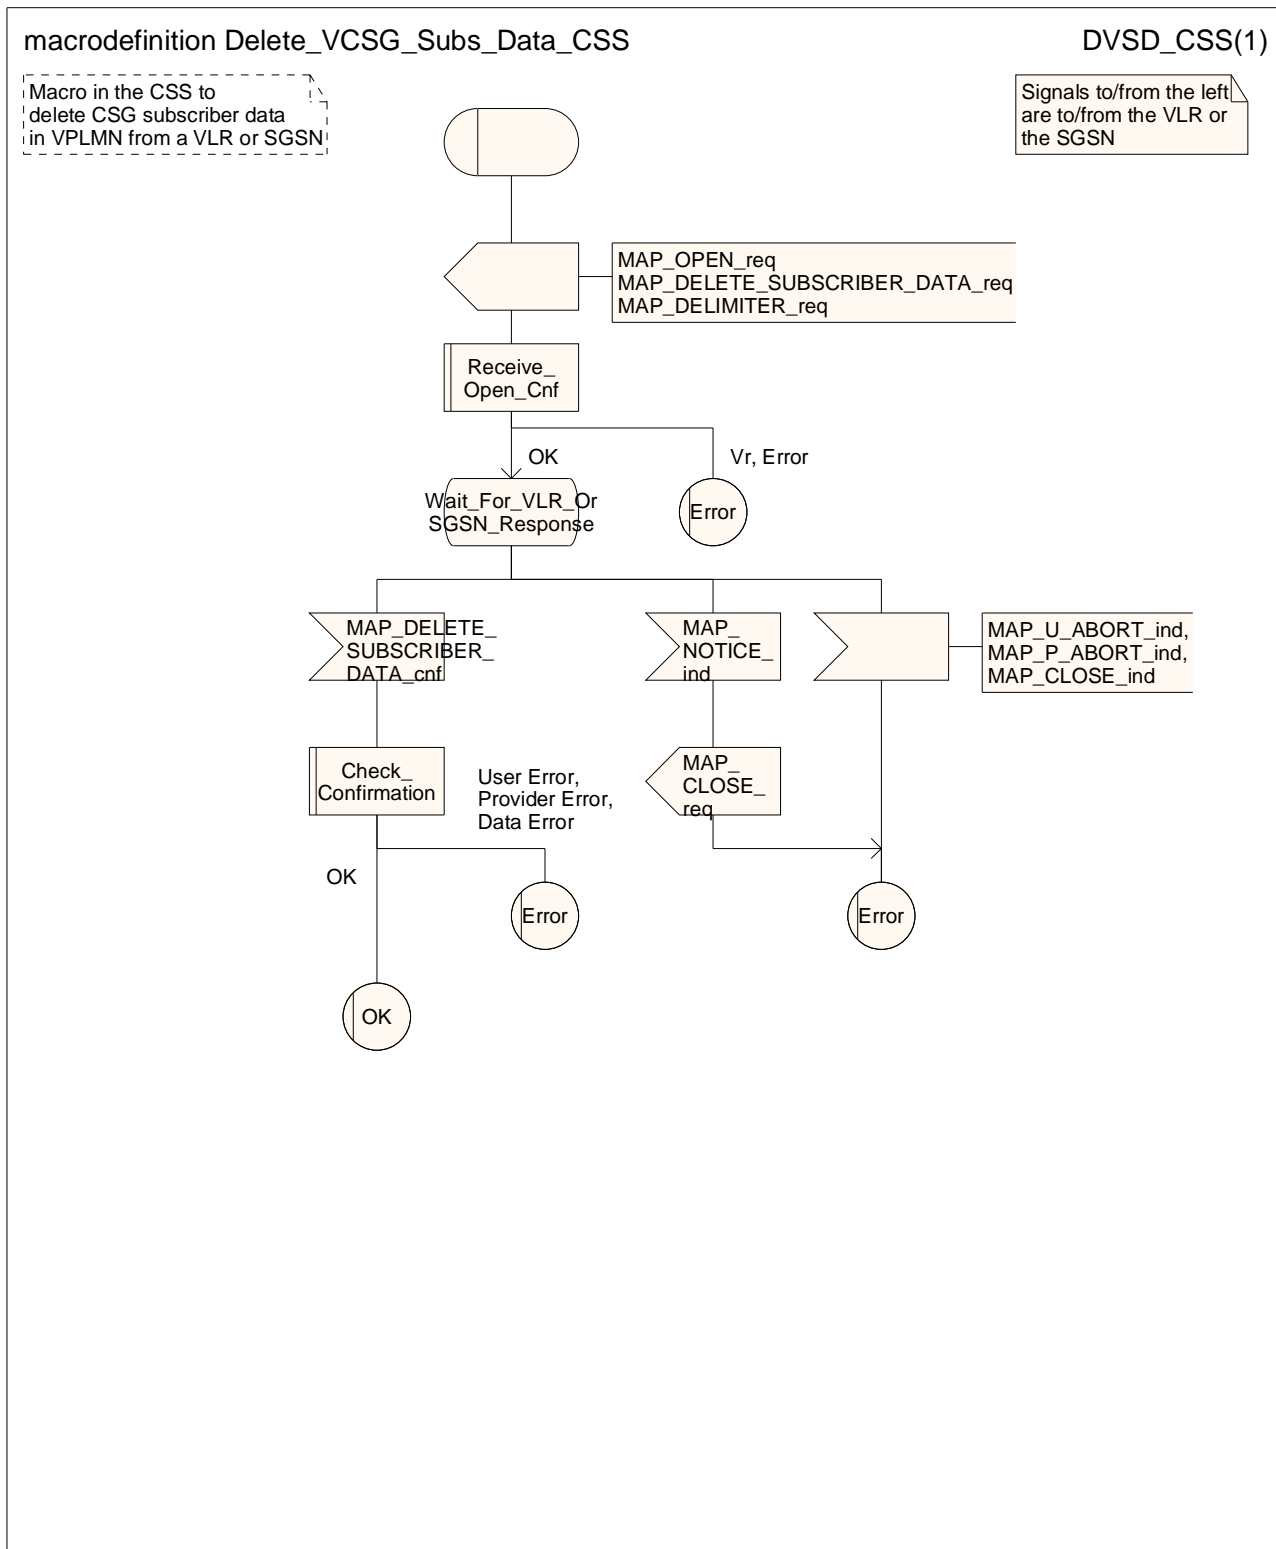 macrodefinition Delete_VCSG_Subs_Data_CSS
DVSD_CSS(1)
Macro in the CSS to
delete CSG subscriber data
in VPLMN from a VLR or SGSN
Signals to/from the left
are to/from the VLR or
the SGSN
MAP_OPEN_req
MAP_DELETE_SUBSCRIBER_DATA_req
MAP_DELIMITER_req
Receive_
Open_Cnf
OK
Vr, Error
Wait_For_VLR_Or
SGSN_Response
Error
MAP_DELETE_
SUBSCRIBER_
DATA_cnf
MAP_
NOTICE_
ind
MAP_U_ABORT_ind,
MAP_P_ABORT_ind,
MAP_CLOSE_ind
Check_
Confirmation
User Error,
Provider Error,
Data Error
MAP_
CLOSE_
req
OK
Error
Error
OK